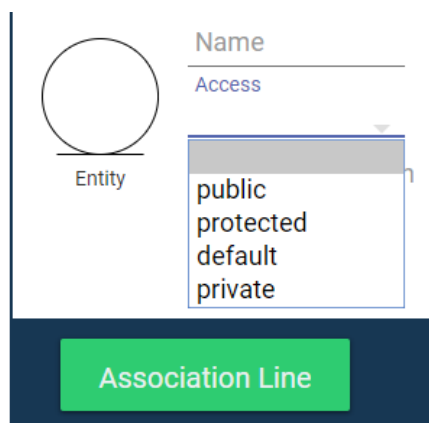 Name
Access
Entity
public
protected
default
private
Association Line